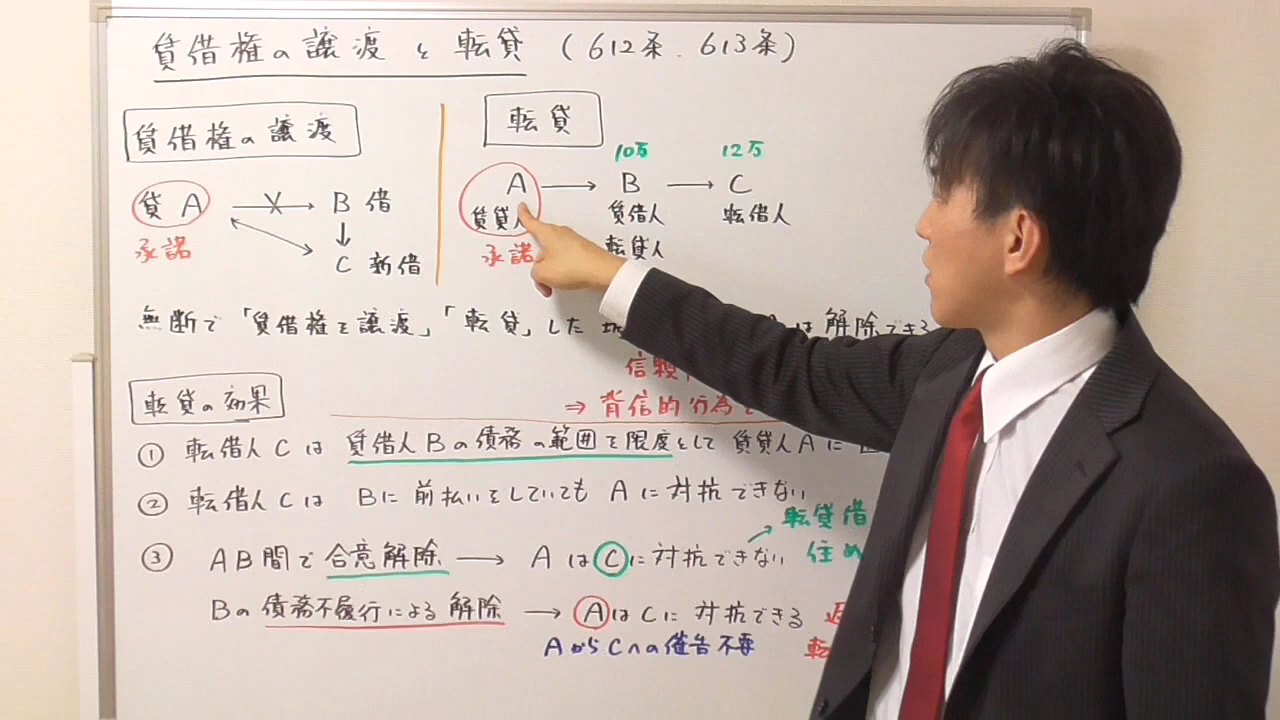 賃借権の譲渡と転貸(612条、613条)
賃借権の譲渡
貸 A
B 借
承諾
C 新借
転貸
10万
12万
A
B
C
賃貸人
賃借人
転借人
承諾
転貸人
無断で「賃借権を譲渡」「転貸」した
は解除できる
信頼
⇒ 背信的行為
転貸の効果
① 転借人Cは 賃借人Bの債務の範囲を限度として 賃貸人Aに
② 転借人Cは Bに前払いをしていても Aに対抗できない
転貸借
③ AB間で合意解除 → AはCに対抗できない
住め
Bの債務不履行による解除 → AはCに対抗できる
AからCへの催告不要
転